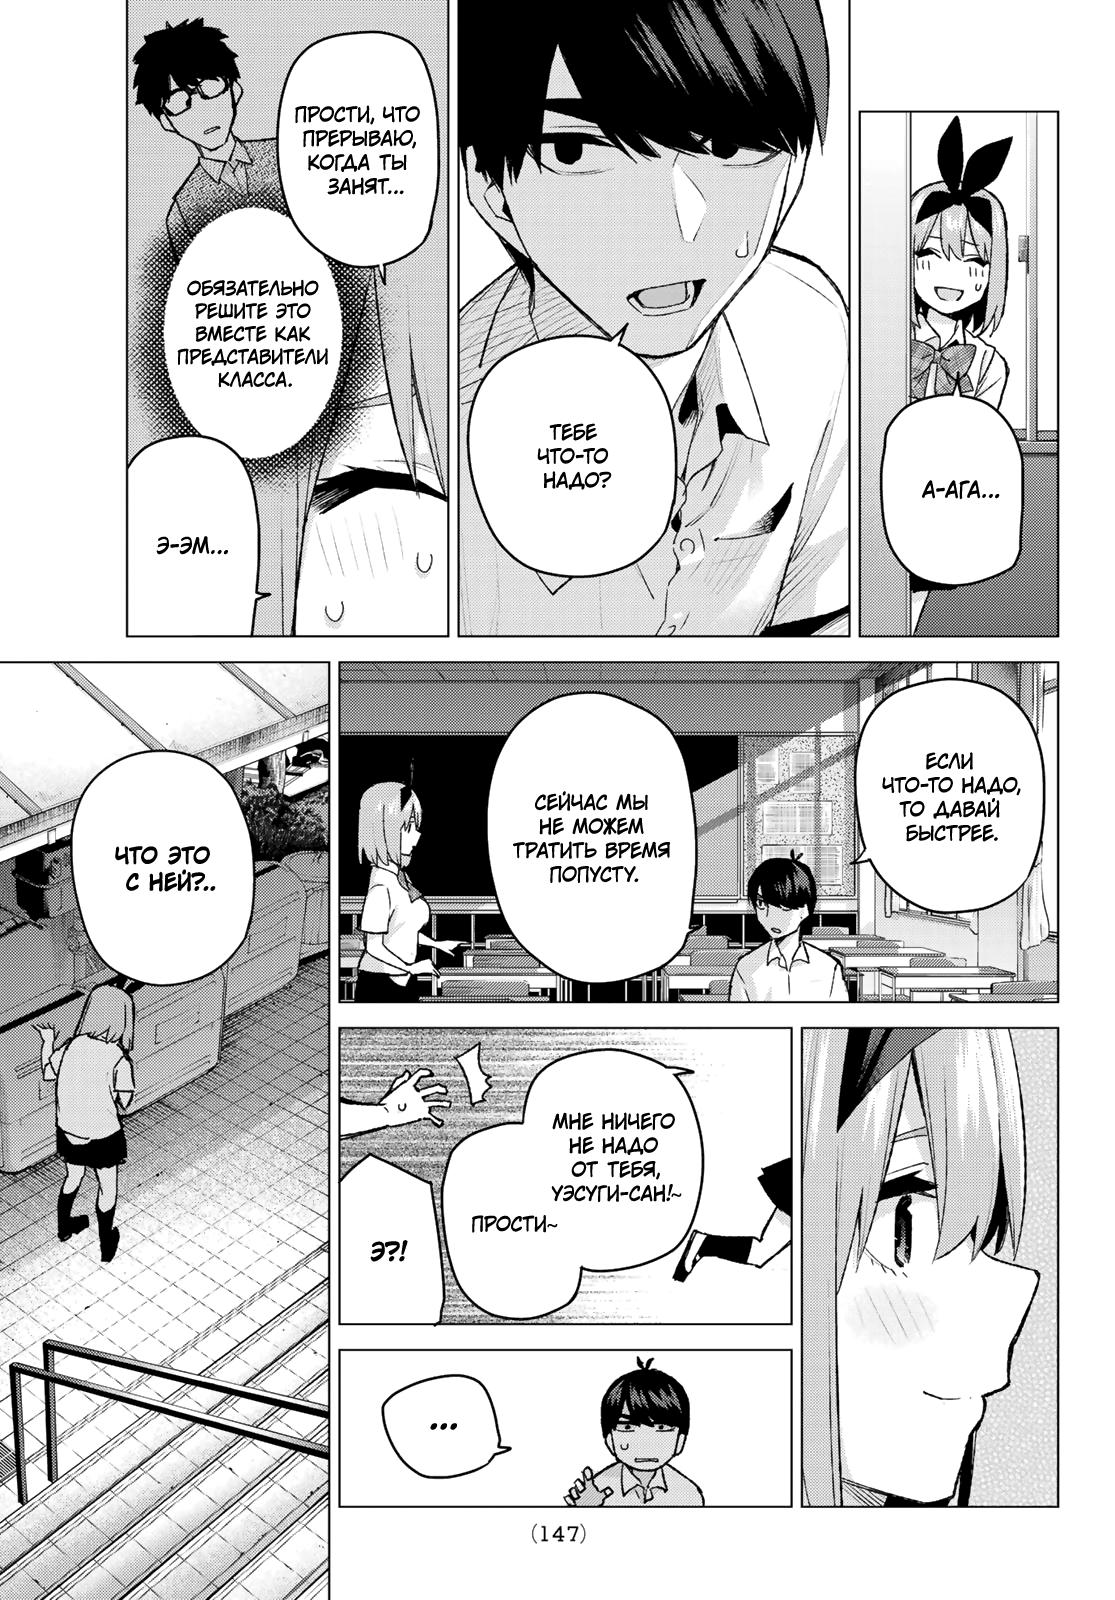 А-АГА...
ТЕБЕ
ЧТО-ТО
НАДО?
ПРОСТИ, ЧТО
ПРЕРЫВАЮ,
КОГДА ТЫ
ЗАНЯТ...
ОБЯЗАТЕЛЬНО
РЕШИТЕ ЭТО
ВМЕСТЕ КАК
ПРЕДСТАВИТЕЛИ
КЛАССА.
Э-ЭМ...
ЕСЛИ
ЧТО-ТО НАДО,
ТО ДАВАЙ
БЫСТРЕЕ.
СЕЙЧАС МЫ
НЕ МОЖЕМ
ТРАТИТЬ ВРЕМЯ
ПОПУСТУ.
МНЕ НИЧЕГО
НЕ НАДО
ОТ ТЕБЯ,
УЭСУГИ-САН!~
ПРОСТИ~
Э?!
...
ЧТО ЭТО
С НЕЙ?..
(147)